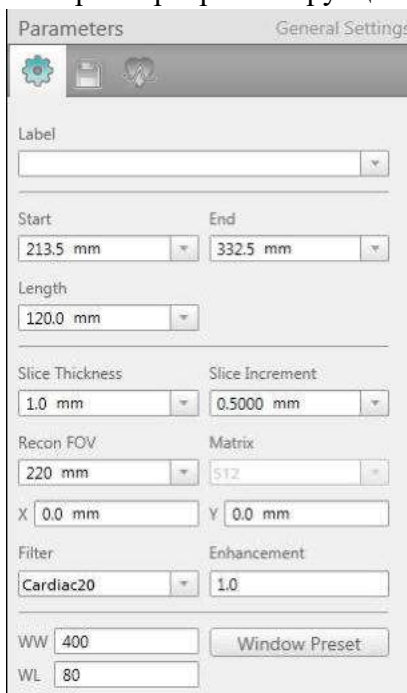 Parameters General Settings
Label
Start End
213.5 mm 332.5 mm
Length
120.0 mm
Slice Thickness Slice Increment
1.0 mm 0.5000 mm
Recon FOV Matrix
220 mm 512
X 0.0 mm Y 0.0 mm
Filter Enhancement
Cardiac20 1.0
WW 400 Window Preset
WL 80